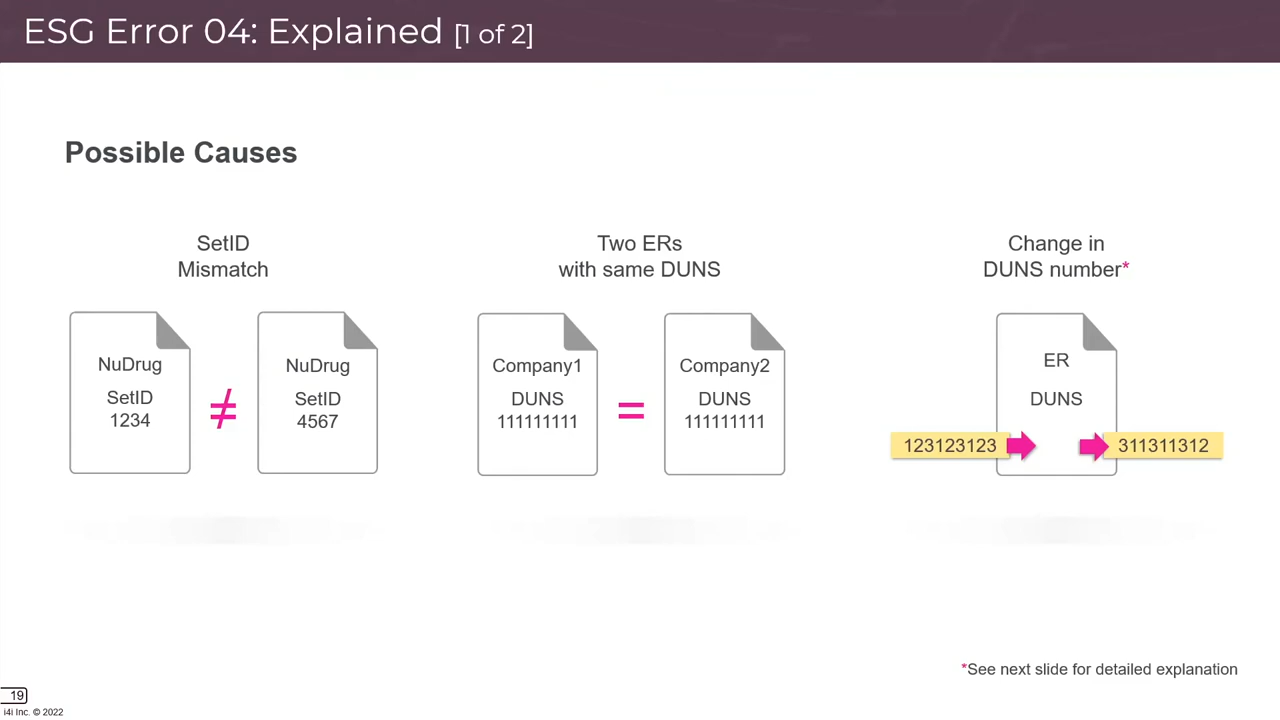 ESG Error 04: Explained [1 of 2]
Possible Causes
SetID
Mismatch
NuDrug
SetID
1234
≠
NuDrug
SetID
4567
Two ERs
with same DUNS
Company1
DUNS
111111111
=
Company2
DUNS
111111111
Change in
DUNS number*
ER
DUNS
123123123
311311312
*See next slide for detailed explanation
19
i4i Inc. © 2022